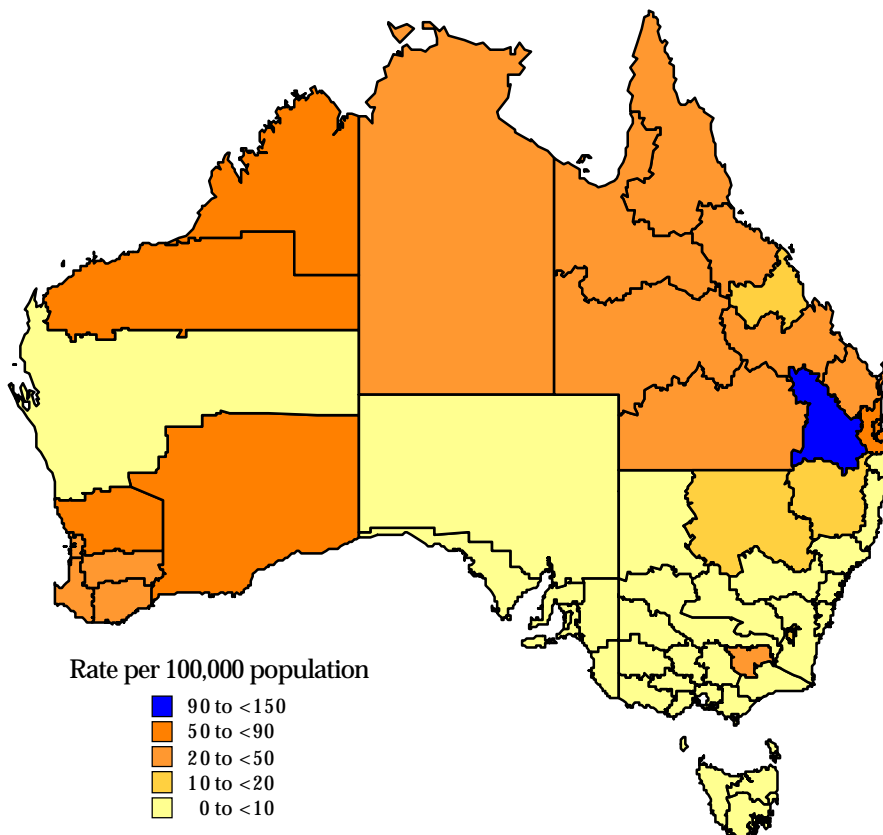 Rate per 100,000 population
90 to <150
50 to <90
20 to <50
10 to <20
0 to <10